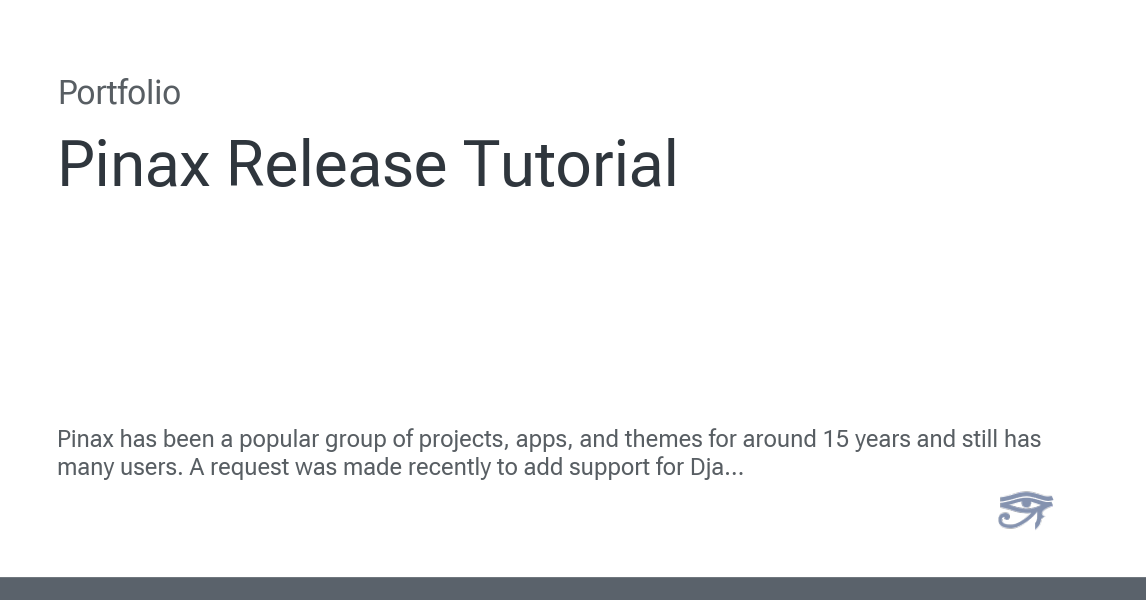 Portfolio
Pinax Release Tutorial
Pinax has been a popular group of projects, apps, and themes for around 15 years and still has
many users. A request was made recently to add support for Dja...